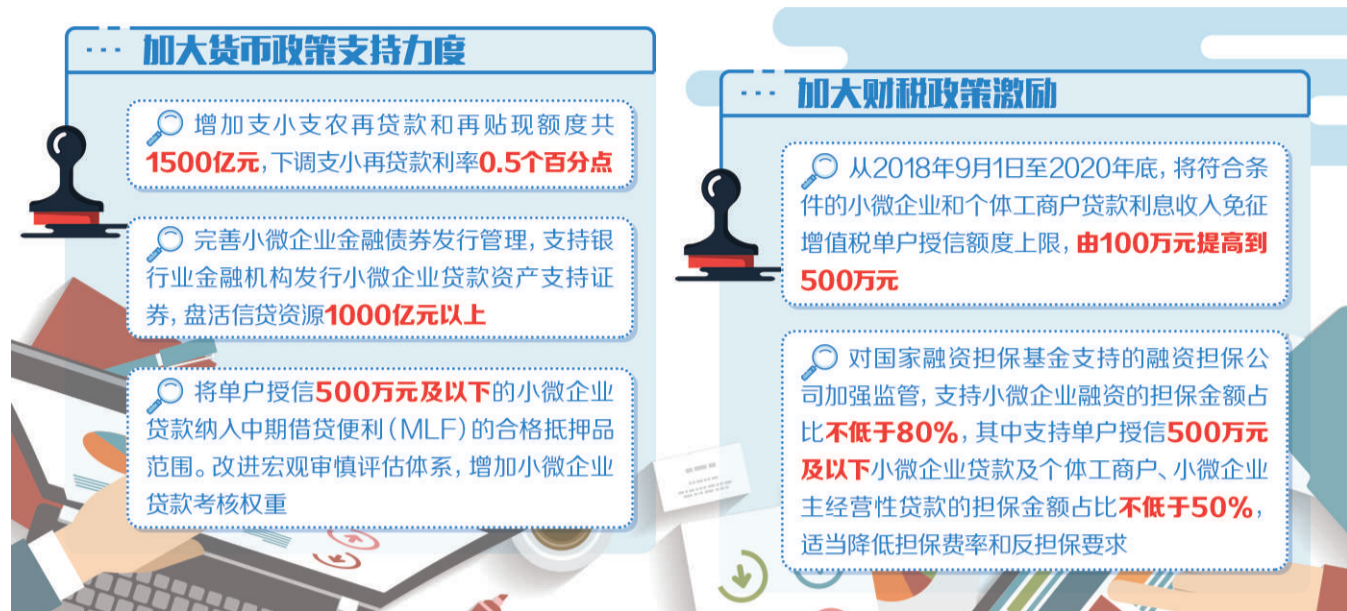 加大货币政策支持力度
增加支小支农再贷款和再贴现额度共
1500亿元,下调支小再贷款利率0.5个百分点
完善小微企业金融债券发行管理,支持银
行业金融机构发行小微企业贷款资产支持证
券,盘活信贷资源1000亿元以上
将单户授信500万元及以下的小微企业
贷款纳入中期借贷便利(MLF)的合格抵押品
范围。改进宏观审慎评估体系,增加小微企业
贷款考核权重
加大财税政策激励
从2018年9月1日至2020年底,将符合条
件的小微企业和个体工商户贷款利息收入免征
增值税单户授信额度上限,由100万元提高到
500万元
对国家融资担保基金支持的融资担保公
司加强监管,支持小微企业融资的担保金额占
比不低于80%,其中支持单户授信500万元
及以下小微企业贷款及个体工商户、小微企业
主经营性贷款的担保金额占比不低于50%,
适当降低担保费率和反担保要求